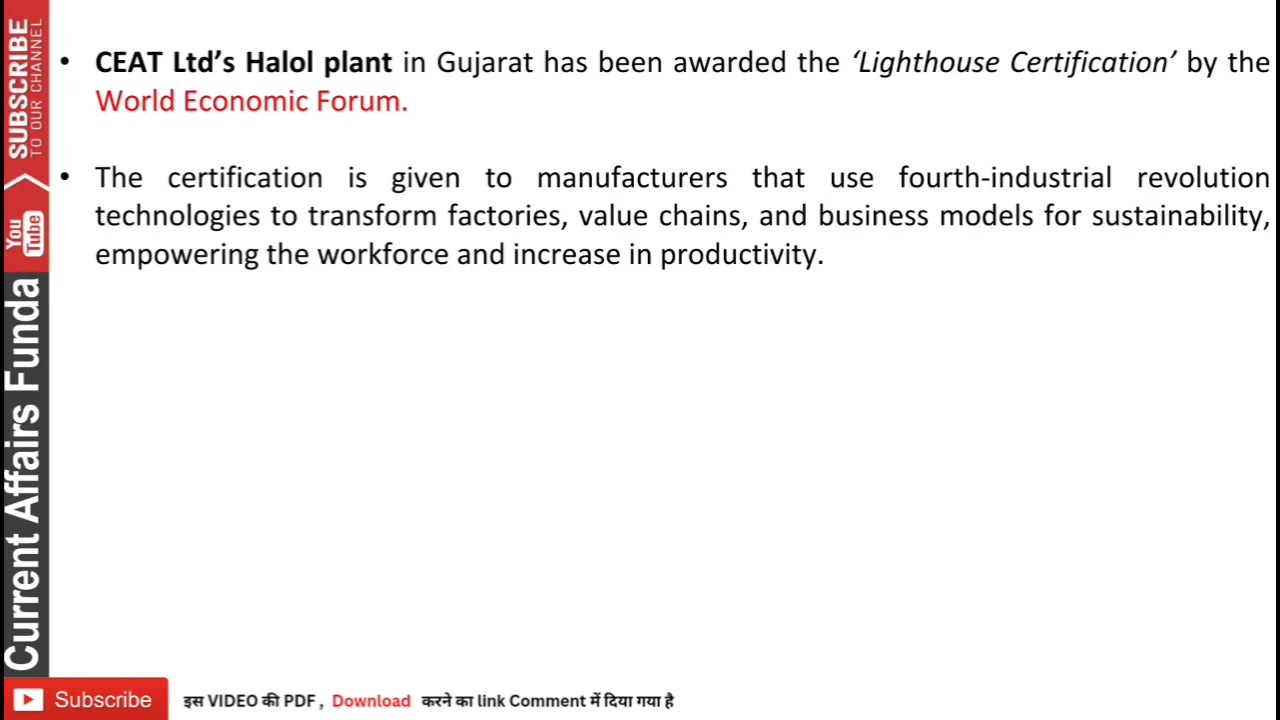 • CEAT Ltd’s Halol plant in Gujarat has been awarded the ‘Lighthouse Certification’ by the
World Economic Forum.
• The certification is given to manufacturers that use fourth-industrial revolution
technologies to transform factories, value chains, and business models for sustainability,
empowering the workforce and increase in productivity.
SUBSCRIBE
TO OUR CHANNEL
You
Tube
Current Affairs Funda
Subscribe
इस VIDEO की PDF , Download करने का link Comment में दिया गया है